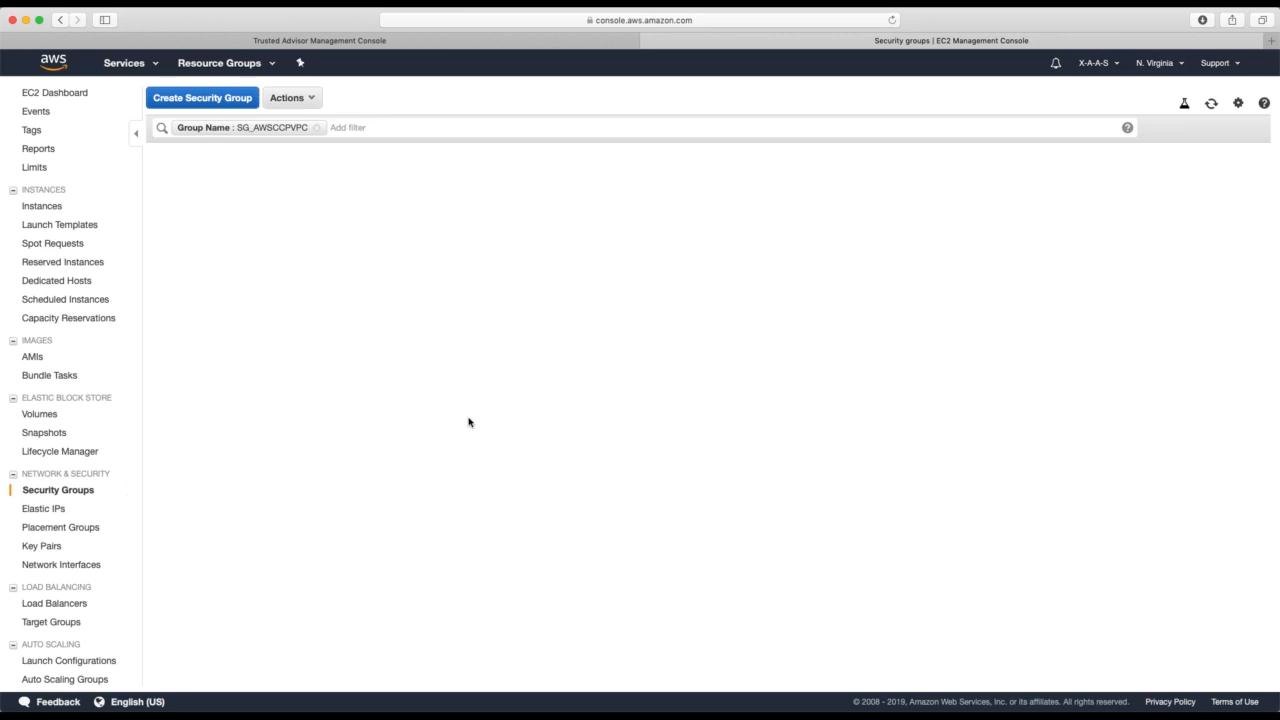 console.aws.amazon.com
Trusted Advisor Management Console
Security groups | EC2 Management Console
aws
Services
Resource Groups
X-A-A-S
N. Virginia
Support
EC2 Dashboard
Events
Tags
Reports
Limits
INSTANCES
Instances
Launch Templates
Spot Requests
Reserved Instances
Dedicated Hosts
Scheduled Instances
Capacity Reservations
IMAGES
AMIs
Bundle Tasks
ELASTIC BLOCK STORE
Volumes
Snapshots
Lifecycle Manager
NETWORK & SECURITY
Security Groups
Elastic IPs
Placement Groups
Key Pairs
Network Interfaces
LOAD BALANCING
Load Balancers
Target Groups
AUTO SCALING
Launch Configurations
Auto Scaling Groups
Create Security Group
Actions
Group Name : SG_AWSCCPVPC
Add filter
Feedback
English (US)
© 2008 - 2019, Amazon Web Services, Inc. or its affiliates. All rights reserved.
Privacy Policy
Terms of Use